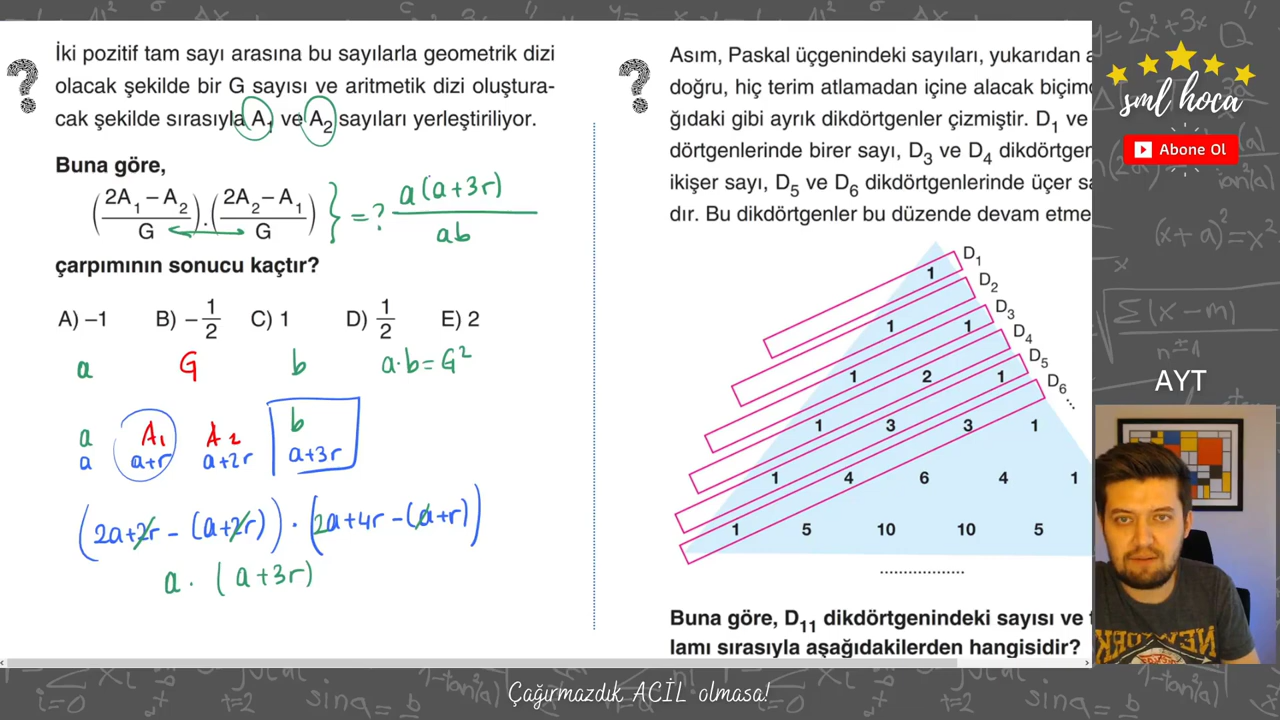 İki pozitif tam sayı arasına bu sayılarla geometrik dizi
olacak şekilde bir G sayısı ve aritmetik dizi oluştura-
cak şekilde sırasıyla A1 ve A2 sayıları yerleştiriliyor.
Buna göre,
(2A1 – A2 / G) . (2A2 – A1 / G) } = ? a(a+3r) / ab
çarpımının sonucu kaçtır?
A) –1 B) –1/2 C) 1 D) 1/2 E) 2
a G b a·b=G²
a A1 A2 b
a a+r a+2r a+3r
(2a+2r – (a+2r)) · (2a+4r – (a+r))
a · (a+3r)
Asım, Paskal üçgenindeki sayıları, yukarıdan a
doğru, hiç terim atlamadan içine alacak biçimd
ğıdaki gibi ayrık dikdörtgenler çizmiştir. D1 ve
dörtgenlerinde birer sayı, D3 ve D4 dikdörtgen
ikişer sayı, D5 ve D6 dikdörtgenlerinde üçer sa
dır. Bu dikdörtgenler bu düzende devam etme
D1
D2
D3
D4
D5
D6
...
1
1 1
1 2 1
1 3 3 1
1 4 6 4 1
1 5 10 10 5
....................
Buna göre, D11 dikdörtgenindeki sayısı ve t
lamı sırasıyla aşağıdakilerden hangisidir?
sml hoca
Abone Ol
AYT
NEW YORK
Çağırmazdık ACİL olmasa!